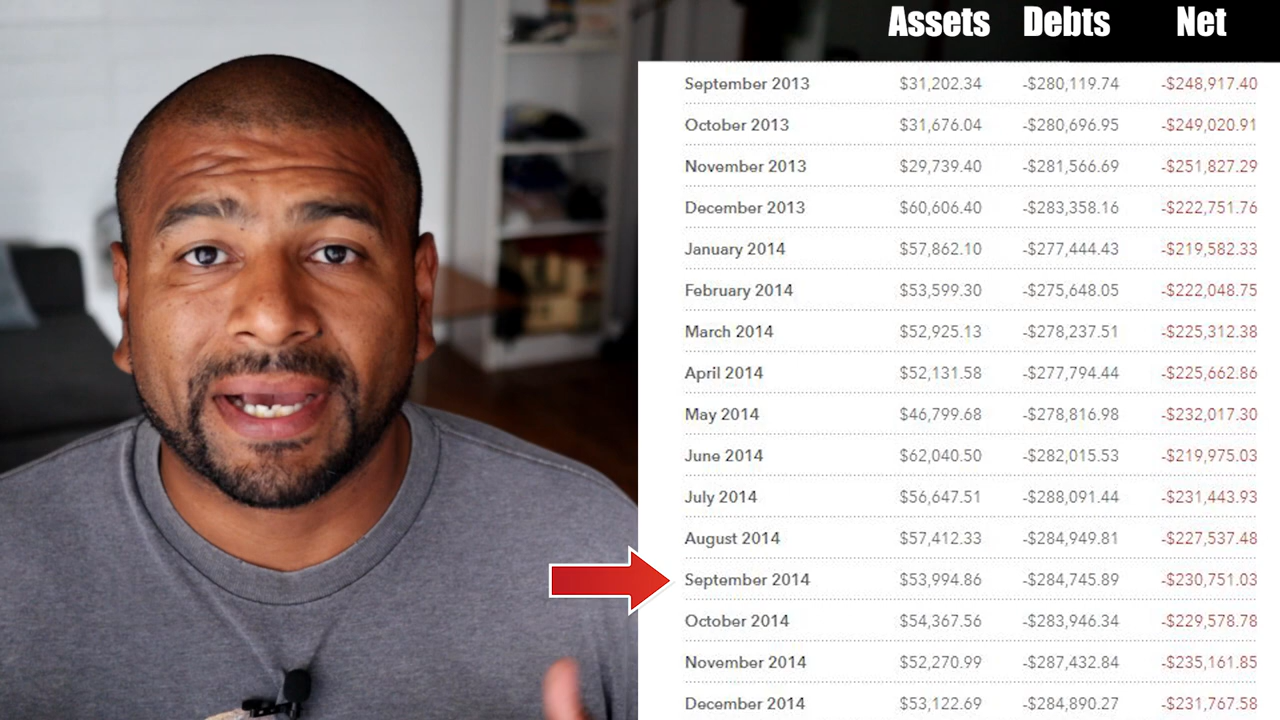 Assets Debts Net
September 2013 $31,202.34 -$280,119.74 -$248,917.40
October 2013 $31,676.04 -$280,696.95 -$249,020.91
November 2013 $29,739.40 -$281,566.69 -$251,827.29
December 2013 $60,606.40 -$283,358.16 -$222,751.76
January 2014 $57,862.10 -$277,444.43 -$219,582.33
February 2014 $53,599.30 -$275,648.05 -$222,048.75
March 2014 $52,925.13 -$278,237.51 -$225,312.38
April 2014 $52,131.58 -$277,794.44 -$225,662.86
May 2014 $46,799.68 -$278,816.98 -$232,017.30
June 2014 $62,040.50 -$282,015.53 -$219,975.03
July 2014 $56,647.51 -$288,091.44 -$231,443.93
August 2014 $57,412.33 -$284,949.81 -$227,537.48
September 2014 $53,994.86 -$284,745.89 -$230,751.03
October 2014 $54,367.56 -$283,946.34 -$229,578.78
November 2014 $52,270.99 -$287,432.84 -$235,161.85
December 2014 $53,122.69 -$284,890.27 -$231,767.58